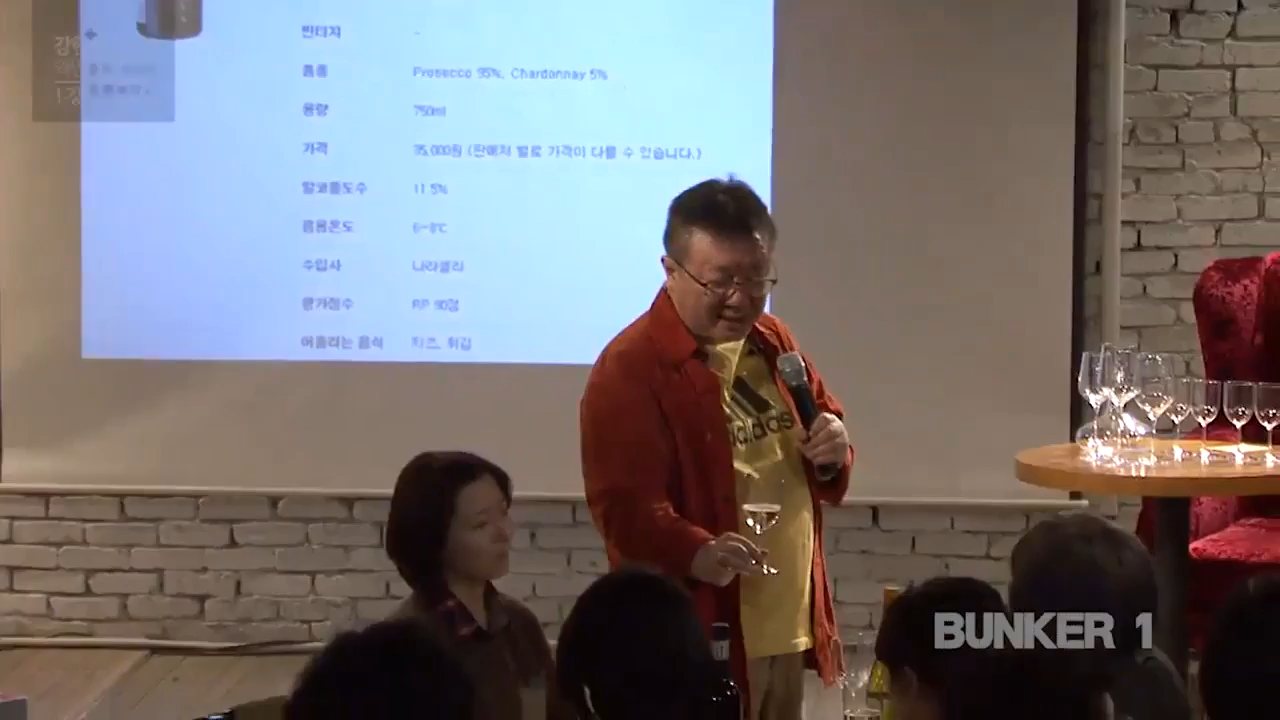 빈티지 -
품종 Prosecco 95%, Chardonnay 5%
용량 750ml
가격 35,000원 (판매처 별로 가격이 다를 수 있습니다.)
알코올도수 11.5%
음용온도 6~8℃
수입사 나라셀라
평가점수 RP 90점
어울리는 음식 치즈, 튀김
adidas
BUNKER 1